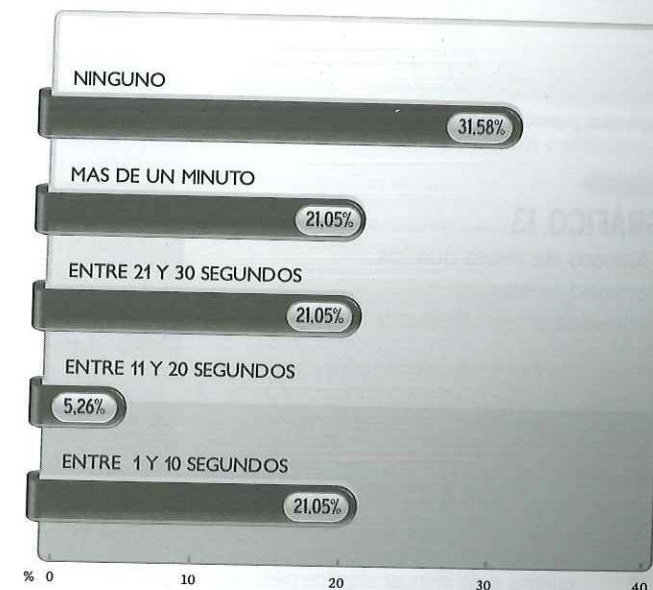 NINGUNO
31.58%
MAS DE UN MINUTO
21,05%
ENTRE 21 Y 30 SEGUNDOS
21,05%
ENTRE 11 Y 20 SEGUNDOS
5,26%
ENTRE 1 Y 10 SEGUNDOS
21,05%
% 0 10 20 30 40